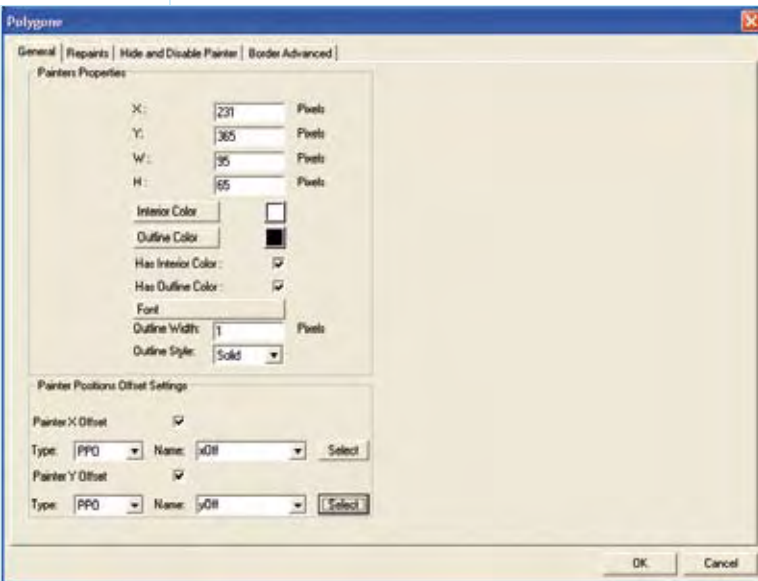 Polygone
General Repaints Hide and Disable Painter Border Advanced
Painters Properties
X: 231 Pixels
Y: 365 Pixels
W: 95 Pixels
H: 65 Pixels
Interior Color
Outline Color
Has Interior Color:
Has Outline Color:
Font
Outline Width: 1 Pixels
Outline Style: Solid
Painter Positions Offset Settings
Painter X Offset
Type: PPO Name: xOff Select
Painter Y Offset
Type: PPO Name: yOff Select
OK Cancel